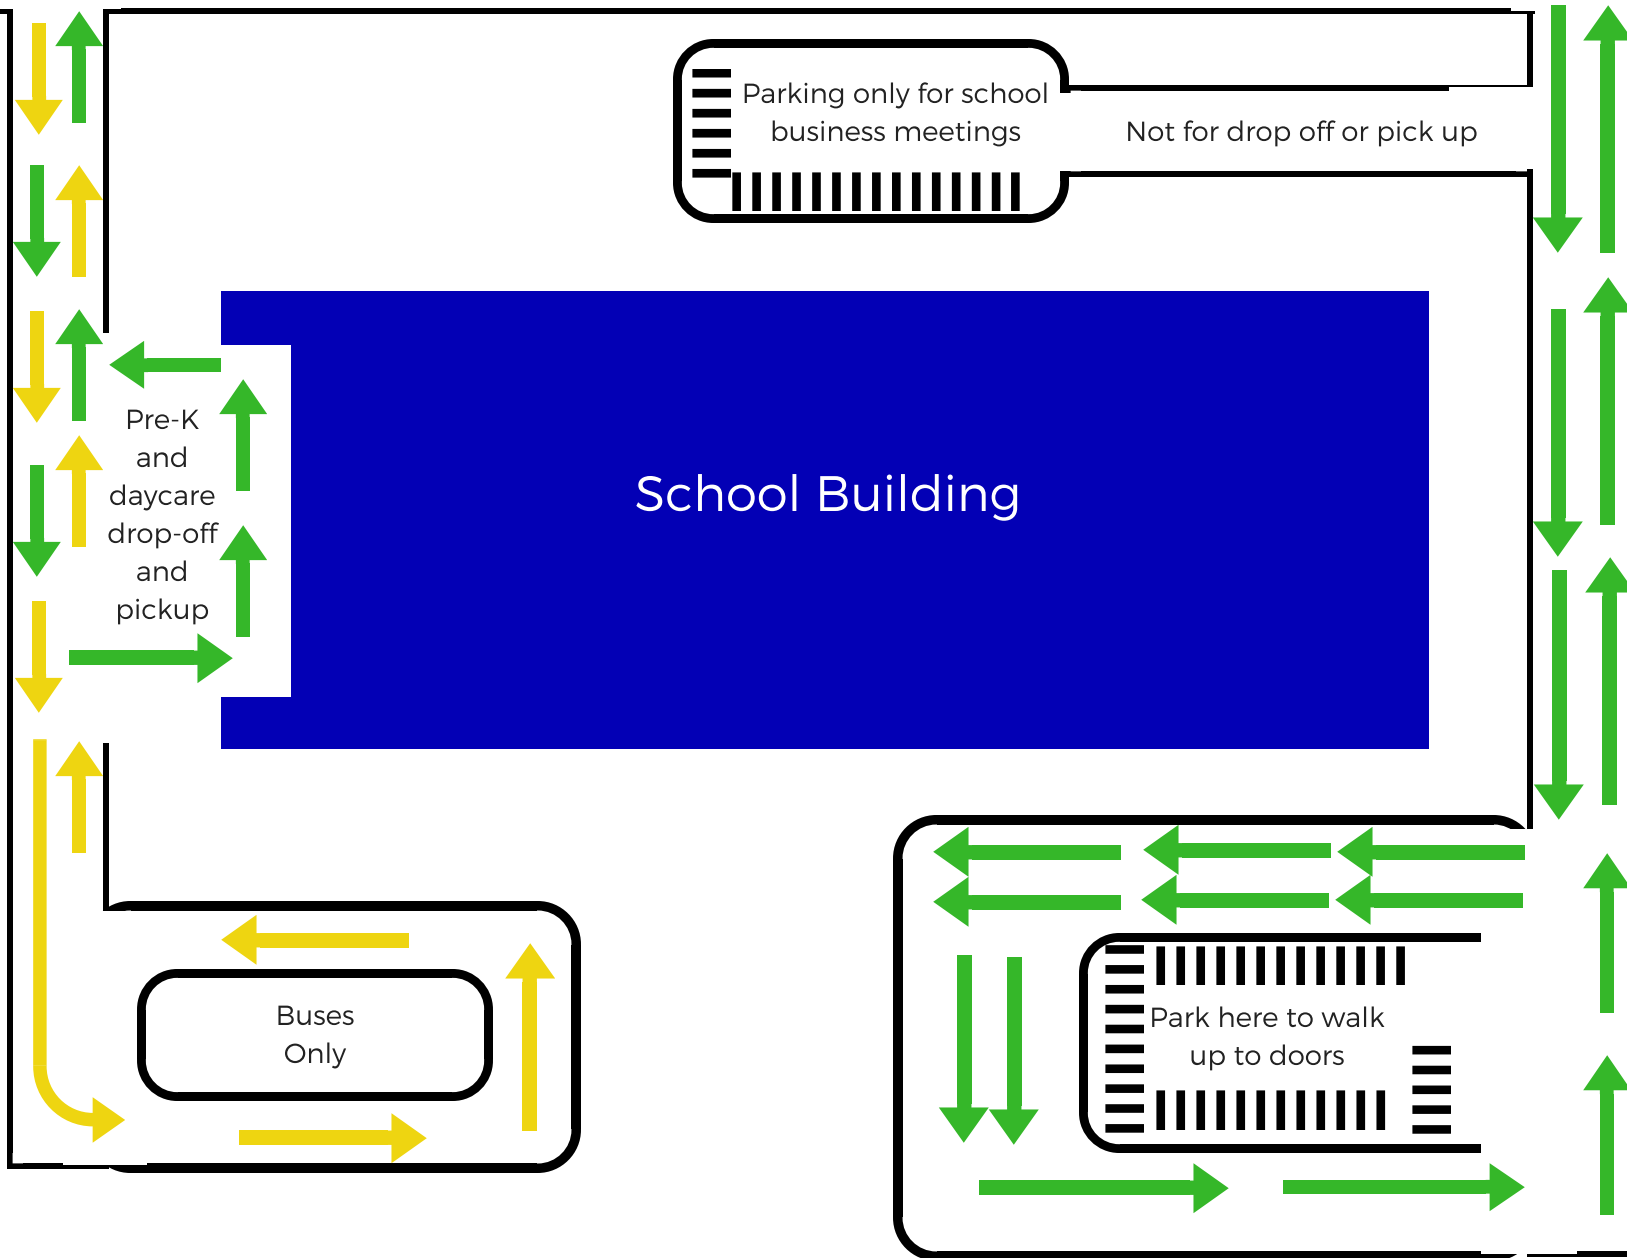 Parking only for school
business meetings
Not for drop off or pick up
Pre-K
and
daycare
drop-off
and
pickup
School Building
Buses
Only
Park here to walk
up to doors